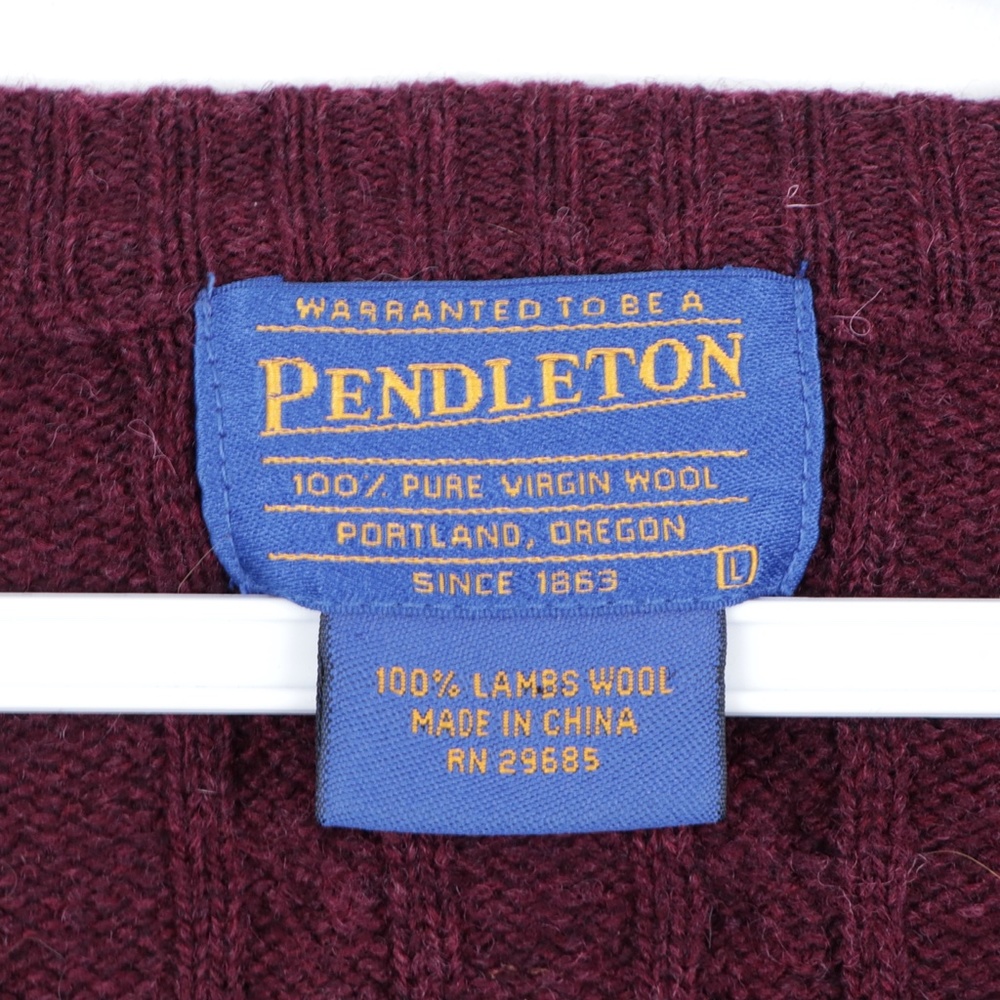 WARRANTED TO BE A
PENDLETON
100% PURE VIRGIN WOOL
PORTLAND, OREGON
SINCE 1863
L
100% LAMBS WOOL
MADE IN CHINA
RN 29685